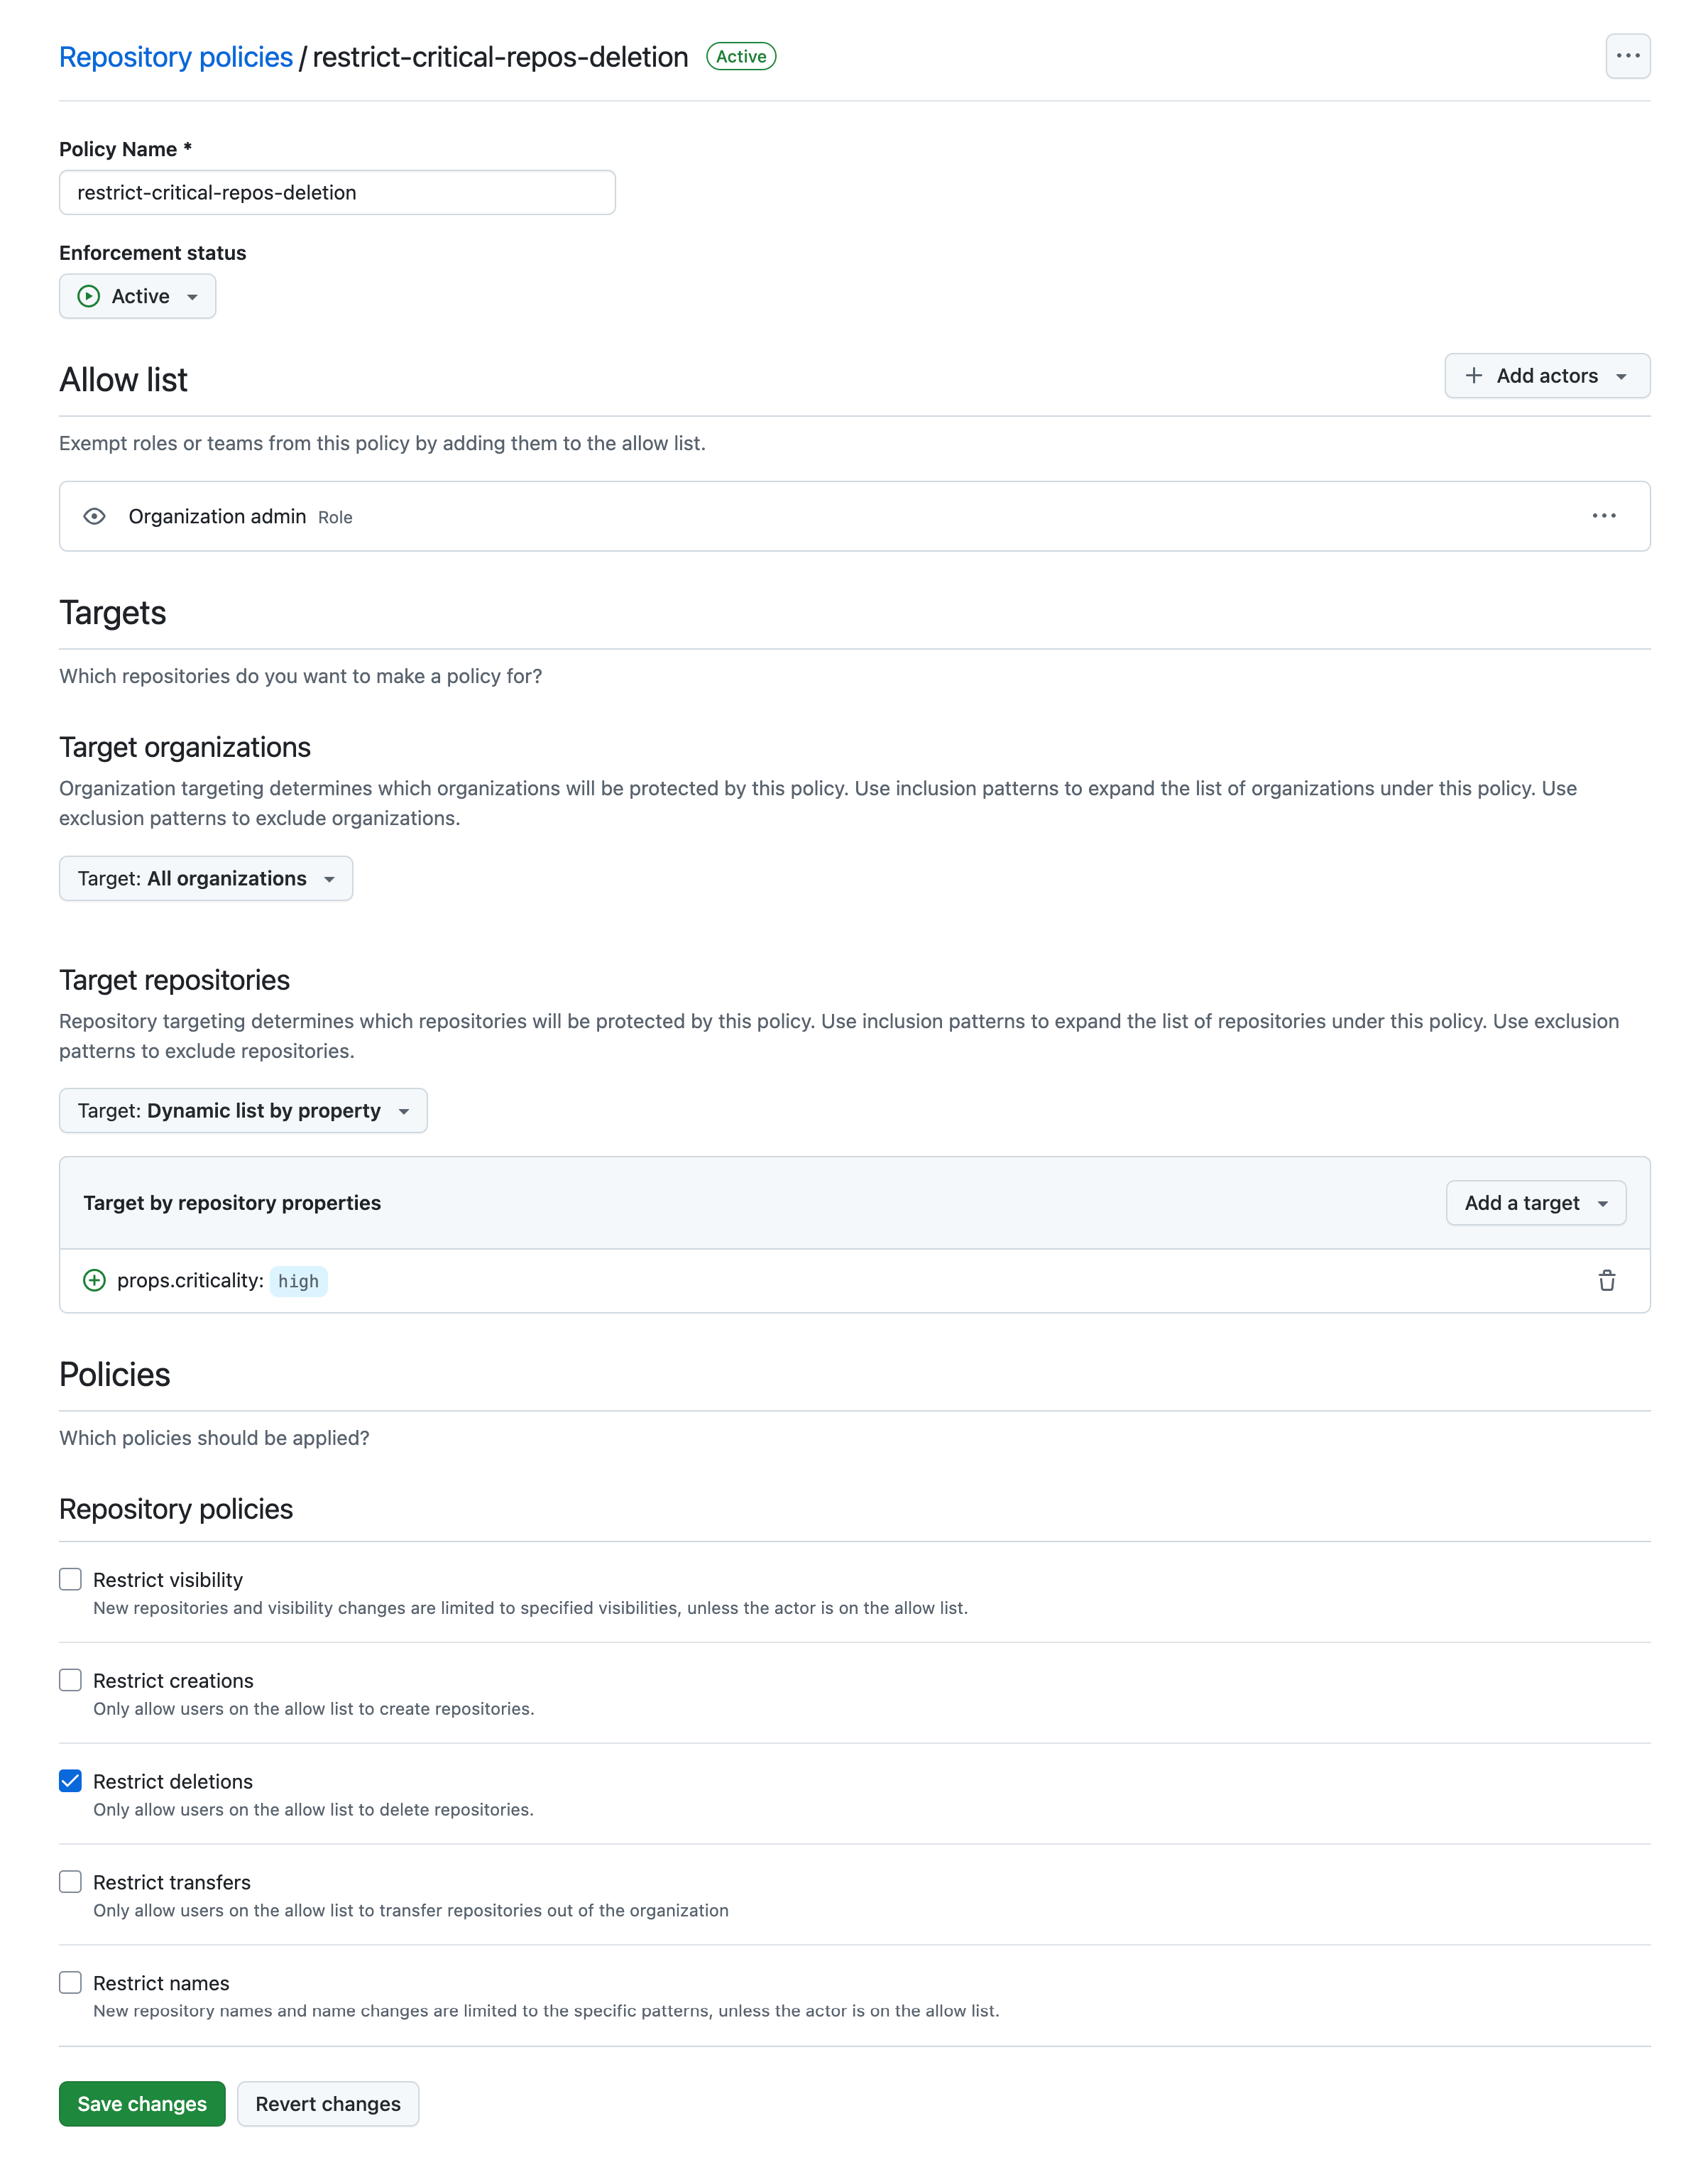 Repository policies / restrict-critical-repos-deletion Active
Policy Name *
restrict-critical-repos-deletion
Enforcement status
Active
Allow list
Add actors
Exempt roles or teams from this policy by adding them to the allow list.
Organization admin Role
Targets
Which repositories do you want to make a policy for?
Target organizations
Organization targeting determines which organizations will be protected by this policy. Use inclusion patterns to expand the list of organizations under this policy. Use
exclusion patterns to exclude organizations.
Target: All organizations
Target repositories
Repository targeting determines which repositories will be protected by this policy. Use inclusion patterns to expand the list of repositories under this policy. Use exclusion
patterns to exclude repositories.
Target: Dynamic list by property
Target by repository properties
Add a target
props.criticality: high
Policies
Which policies should be applied?
Repository policies
Restrict visibility
New repositories and visibility changes are limited to specified visibilities, unless the actor is on the allow list.
Restrict creations
Only allow users on the allow list to create repositories.
Restrict deletions
Only allow users on the allow list to delete repositories.
Restrict transfers
Only allow users on the allow list to transfer repositories out of the organization
Restrict names
New repository names and name changes are limited to the specific patterns, unless the actor is on the allow list.
Save changes
Revert changes